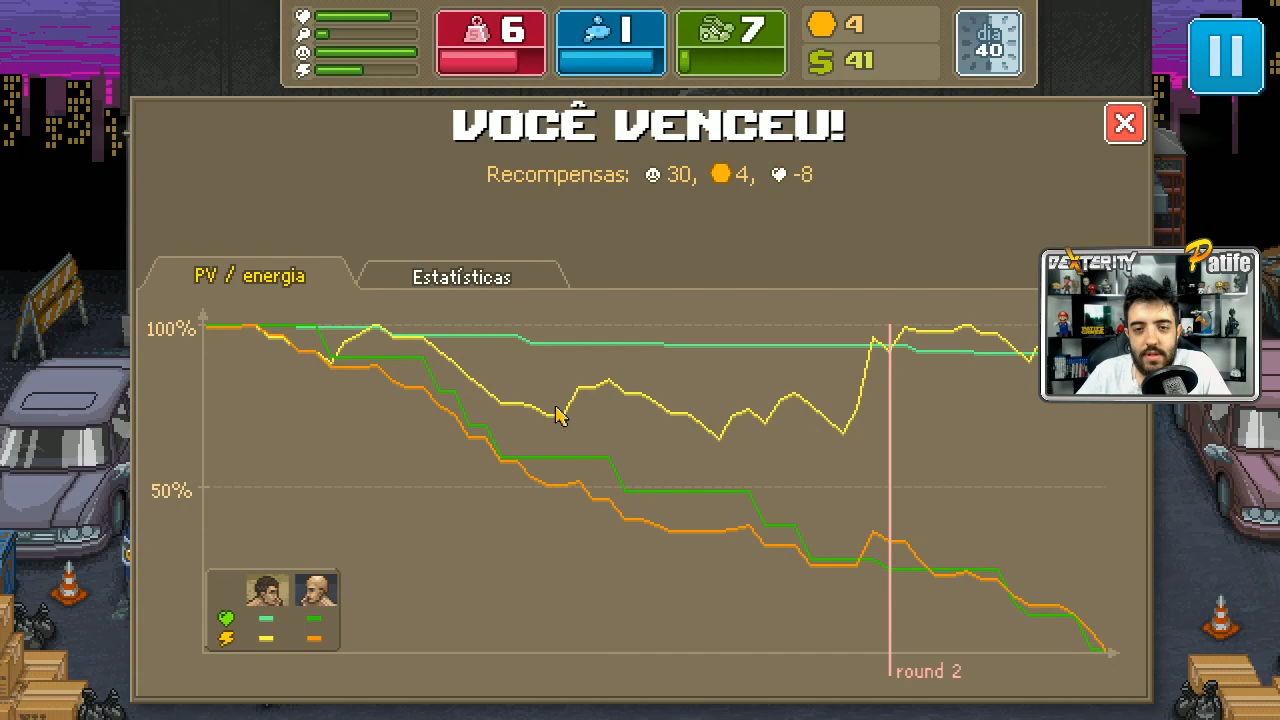 6
1
7
4
41
dia
40
VOCÊ VENCEU!
Recompensas: 30, 4, -8
PV / energia
Estatísticas
DEXTERITY
Patife
100%
50%
round 2